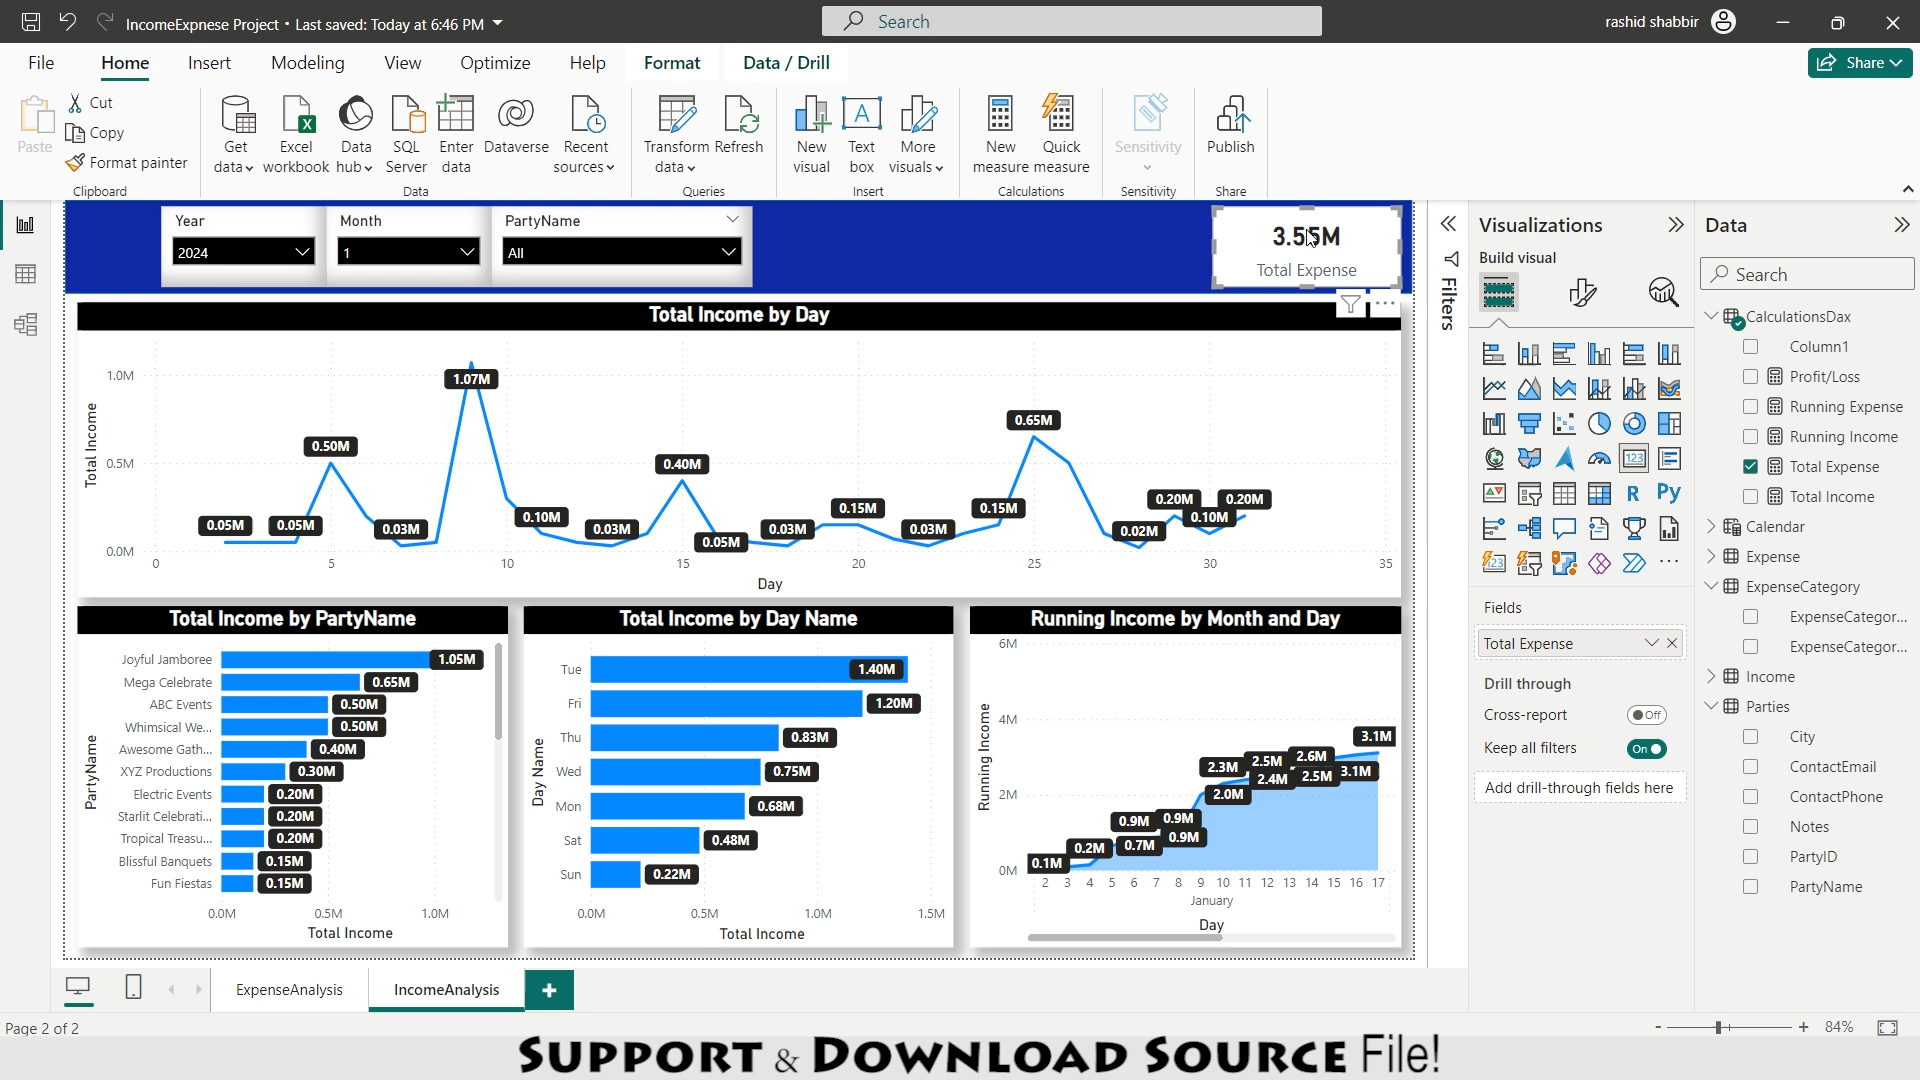 IncomeExpnese Project • Last saved: Today at 6:46 PM
Search
rashid shabbir
File
Home
Insert
Modeling
View
Optimize
Help
Format
Data / Drill
Share
Paste
Cut
Copy
Format painter
Clipboard
Get data
Excel workbook
Data hub
SQL Server
Enter data
Dataverse
Recent sources
Data
Transform data
Refresh
Queries
New visual
Text box
More visuals
Insert
New measure
Quick measure
Calculations
Sensitivity
Sensitivity
Publish
Share
Year
2024
Month
1
PartyName
All
3.55M
Total Expense
Total Income by Day
Total Income
1.0M
0.5M
0.0M
0.05M
0.05M
0.50M
0.03M
1.07M
0.10M
0.03M
0.40M
0.05M
0.03M
0.15M
0.03M
0.15M
0.65M
0.02M
0.20M
0.10M
0.20M
0
5
10
15
20
25
30
35
Day
Total Income by PartyName
PartyName
Joyful Jamboree 1.05M
Mega Celebrate 0.65M
ABC Events 0.50M
Whimsical We... 0.50M
Awesome Gath... 0.40M
XYZ Productions 0.30M
Electric Events 0.20M
Starlit Celebrati... 0.20M
Tropical Treasu... 0.20M
Blissful Banquets 0.15M
Fun Fiestas 0.15M
0.0M 0.5M 1.0M
Total Income
Total Income by Day Name
Day Name
Tue 1.40M
Fri 1.20M
Thu 0.83M
Wed 0.75M
Mon 0.68M
Sat 0.48M
Sun 0.22M
0.0M 0.5M 1.0M 1.5M
Total Income
Running Income by Month and Day
Running Income
6M
4M
2M
0M
0.1M
0.2M
0.9M
0.7M
0.9M
0.9M
2.3M
2.0M
2.5M
2.4M
2.6M
2.5M
3.1M
3.1M
2 3 4 5 6 7 8 9 10 11 12 13 14 15 16 17
January
Day
Filters
Visualizations
Build visual
R
Py
123
123
Fields
Total Expense
Drill through
Cross-report
Off
Keep all filters
On
Add drill-through fields here
Data
Search
CalculationsDax
Column1
Profit/Loss
Running Expense
Running Income
Total Expense
Total Income
Calendar
Expense
ExpenseCategory
ExpenseCategor...
ExpenseCategor...
Income
Parties
City
ContactEmail
ContactPhone
Notes
PartyID
PartyName
ExpenseAnalysis
IncomeAnalysis
+
Page 2 of 2
- + 84%
Support & Download Source File!